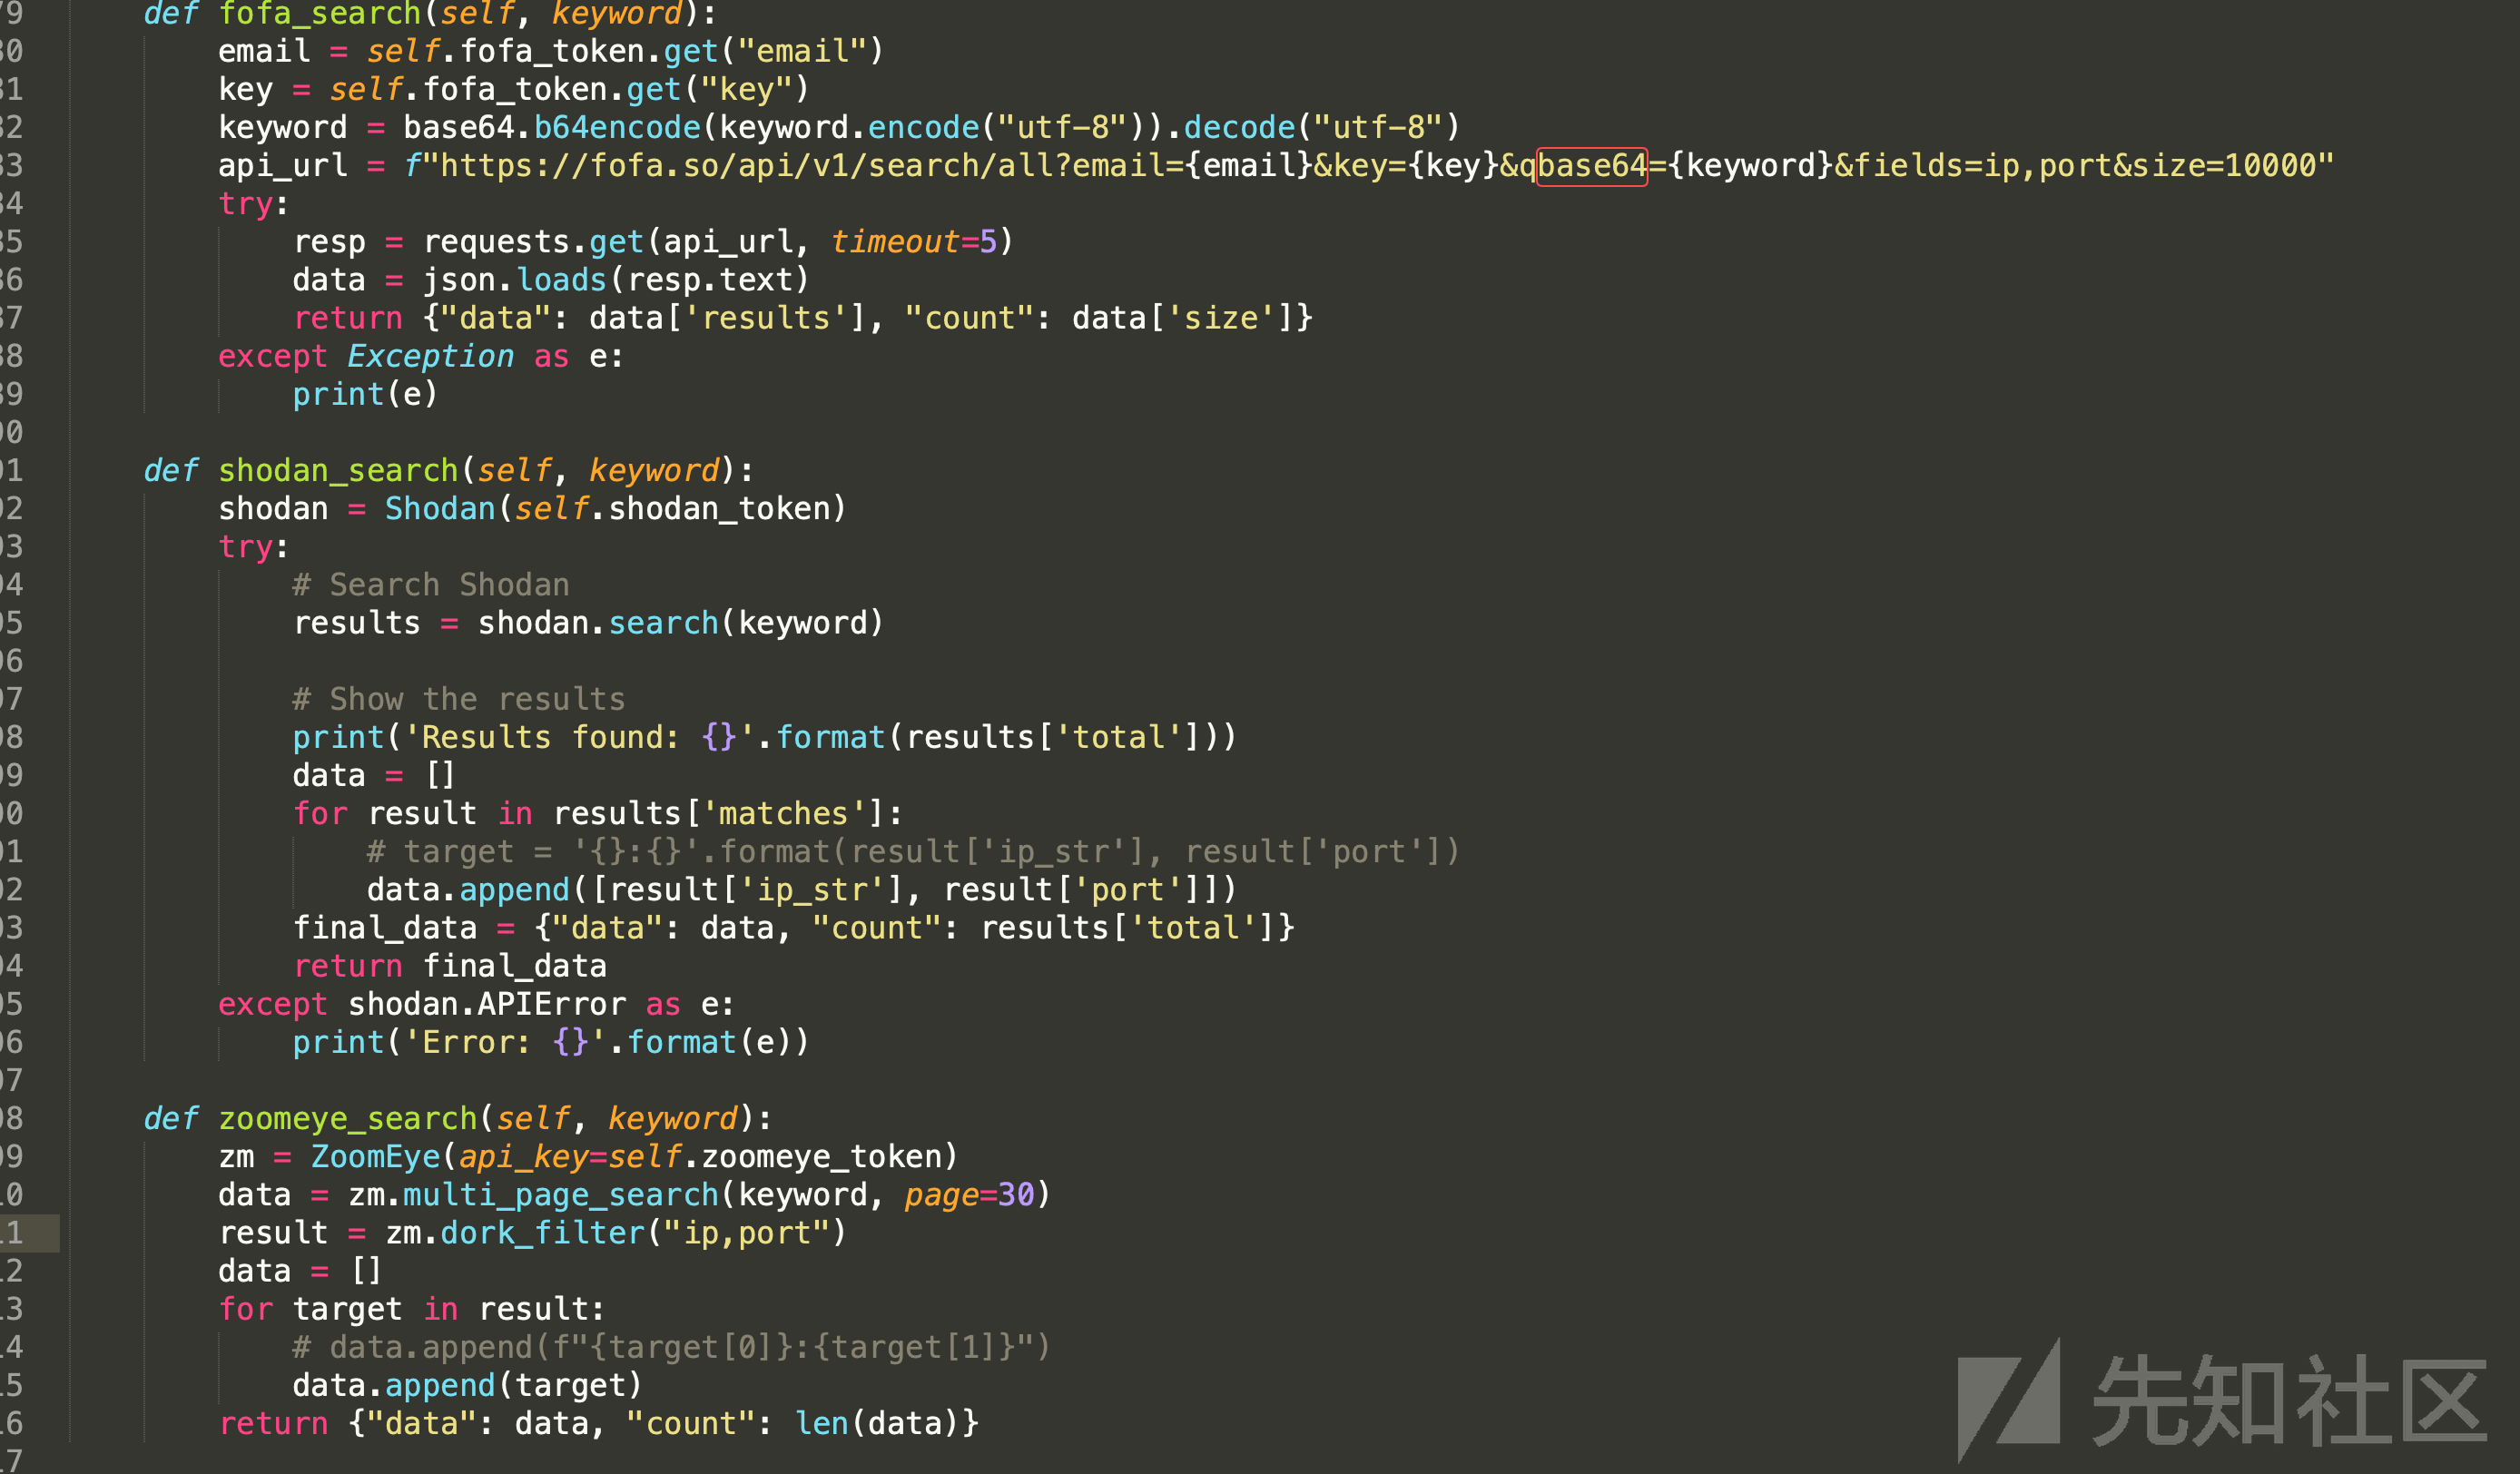 79     def fofa_search(self, keyword):
80         email = self.fofa_token.get("email")
81         key = self.fofa_token.get("key")
82         keyword = base64.b64encode(keyword.encode("utf-8")).decode("utf-8")
83         api_url = f"https://fofa.so/api/v1/search/all?email={email}&key={key}&qbase64={keyword}&fields=ip,port&size=10000"
84         try:
85             resp = requests.get(api_url, timeout=5)
86             data = json.loads(resp.text)
87             return {"data": data['results'], "count": data['size']}
88         except Exception as e:
89             print(e)
90
91     def shodan_search(self, keyword):
92         shodan = Shodan(self.shodan_token)
93         try:
94             # Search Shodan
95             results = shodan.search(keyword)
96
97             # Show the results
98             print('Results found: {}'.format(results['total']))
99             data = []
00             for result in results['matches']:
01                 # target = '{}:{}'.format(result['ip_str'], result['port'])
02                 data.append([result['ip_str'], result['port']])
03             final_data = {"data": data, "count": results['total']}
04             return final_data
05         except shodan.APIError as e:
06             print('Error: {}'.format(e))
07
08     def zoomeye_search(self, keyword):
09         zm = ZoomEye(api_key=self.zoomeye_token)
10         data = zm.multi_page_search(keyword, page=30)
11         result = zm.dork_filter("ip,port")
12         data = []
13         for target in result:
14             # data.append(f"{target[0]}:{target[1]}")
15             data.append(target)
16         return {"data": data, "count": len(data)}
17
先知社区